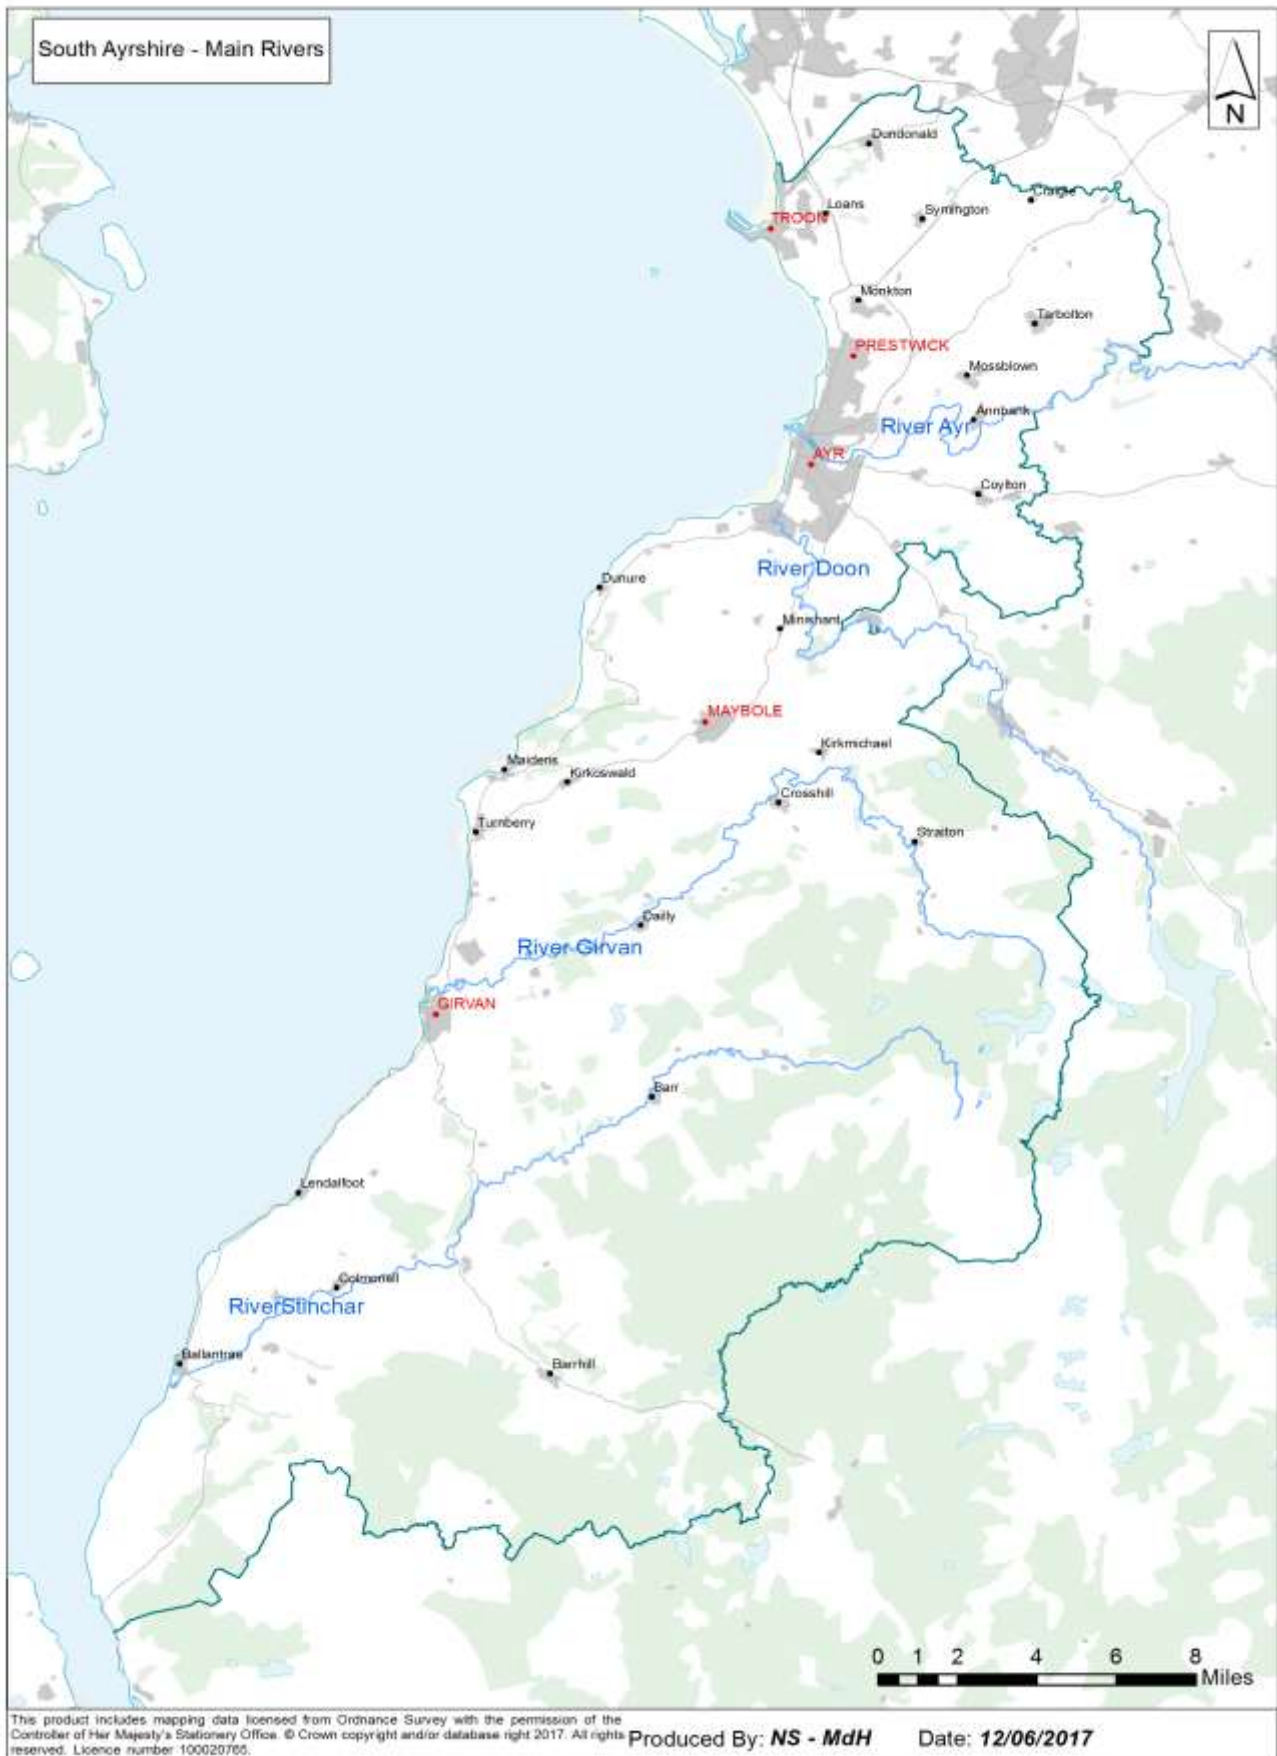 South Ayrshire - Main Rivers
N
Dundonald
Craigie
Loans
Symington
TROON
Monkton
Tarbolton
PRESTWICK
Mossblown
Annbank
River Ayr
AYR
Coylton
River Doon
Dunure
Minishant
MAYBOLE
Kirkmichael
Maidens
Kirkoswald
Crosshill
Turnberry
Straiton
Dailly
River Girvan
GIRVAN
Barr
Lendalfoot
Colmonell
RiverStinchar
Ballantrae
Barrhill
0 1 2 4 6 8
Miles
This product includes mapping data licensed from Ordnance Survey with the permission of the
Controller of Her Majesty's Stationery Office. © Crown copyright and/or database right 2017. All rights
reserved. Licence number 100020765.
Produced By: NS - MdH Date: 12/06/2017